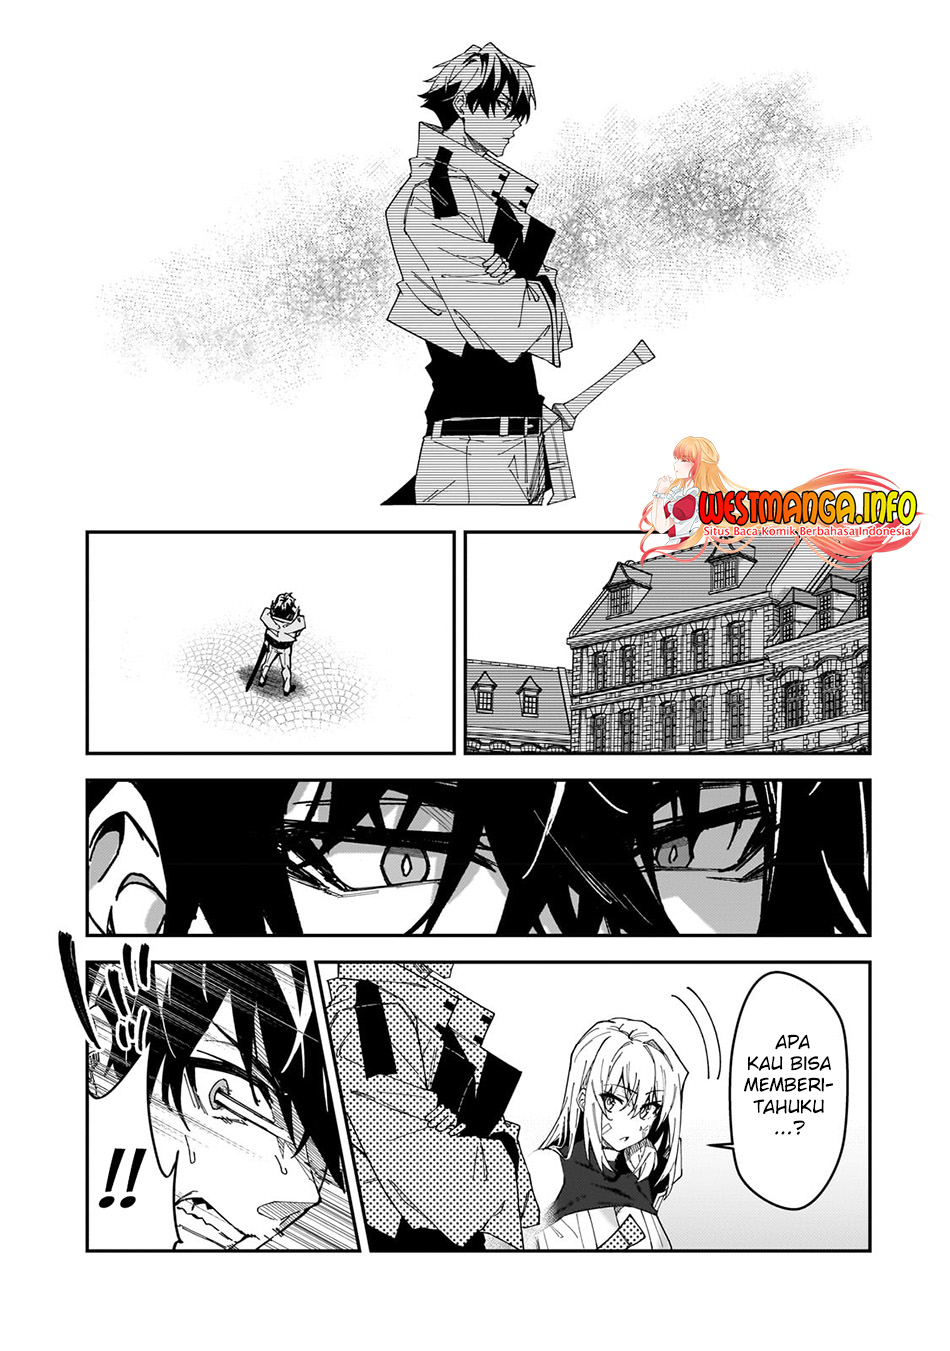 WESTMANGA.INFO
Situs Baca Komik Berbahasa Indonesia
APA
KAU BISA
MEMBERI-
TAHUKU
...?
!!